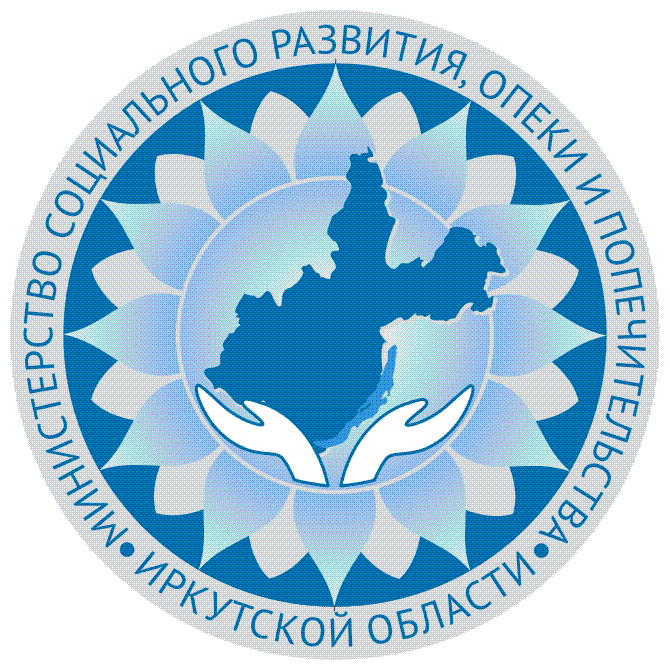 МИНИСТЕРСТВО СОЦИАЛЬНОГО РАЗВИТИЯ, ОПЕКИ И ПОПЕЧИТЕЛЬСТВА
•ИРКУТСКОЙ ОБЛАСТИ•